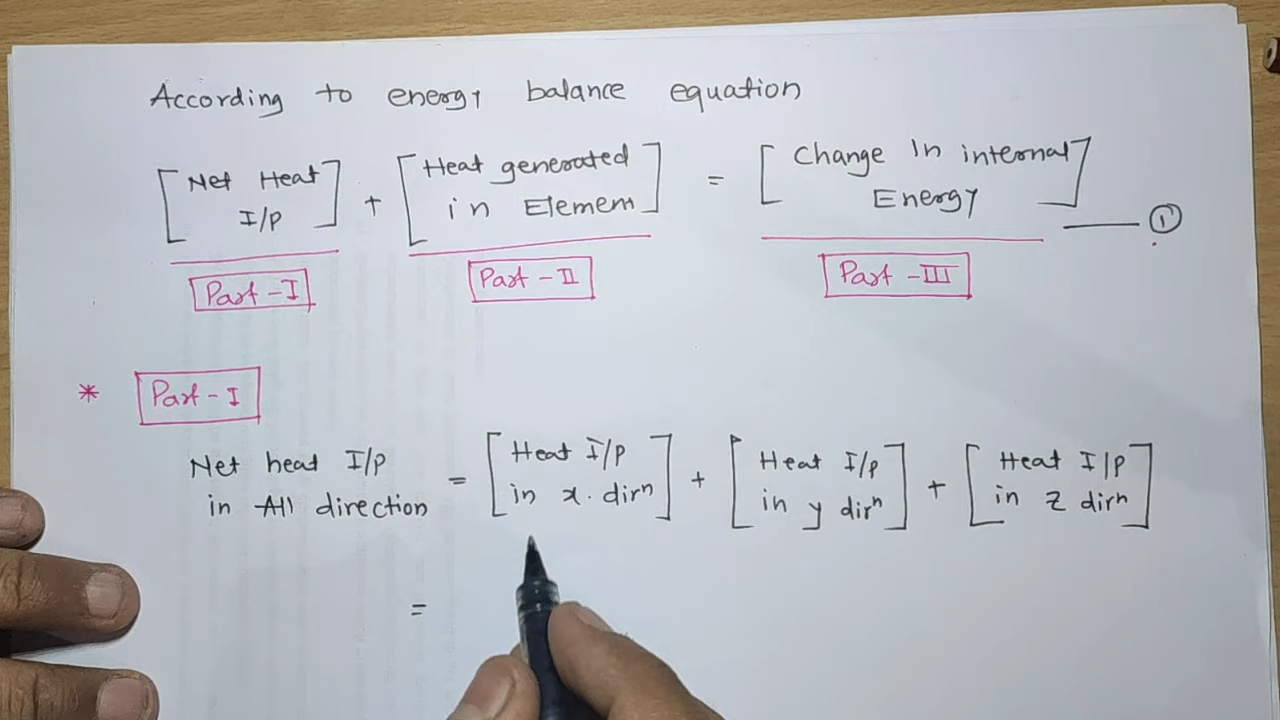 According to energy balance equation
[Net Heat I/P] + [Heat generated in Elemem] = [Change In internal Energy] —— ①
Part - I Part - II Part - III
* Part - I
Net heat I/P in All direction = [Heat I/P in x. dirⁿ] + [Heat I/P in y dirⁿ] + [Heat I/P in z dirⁿ]
=